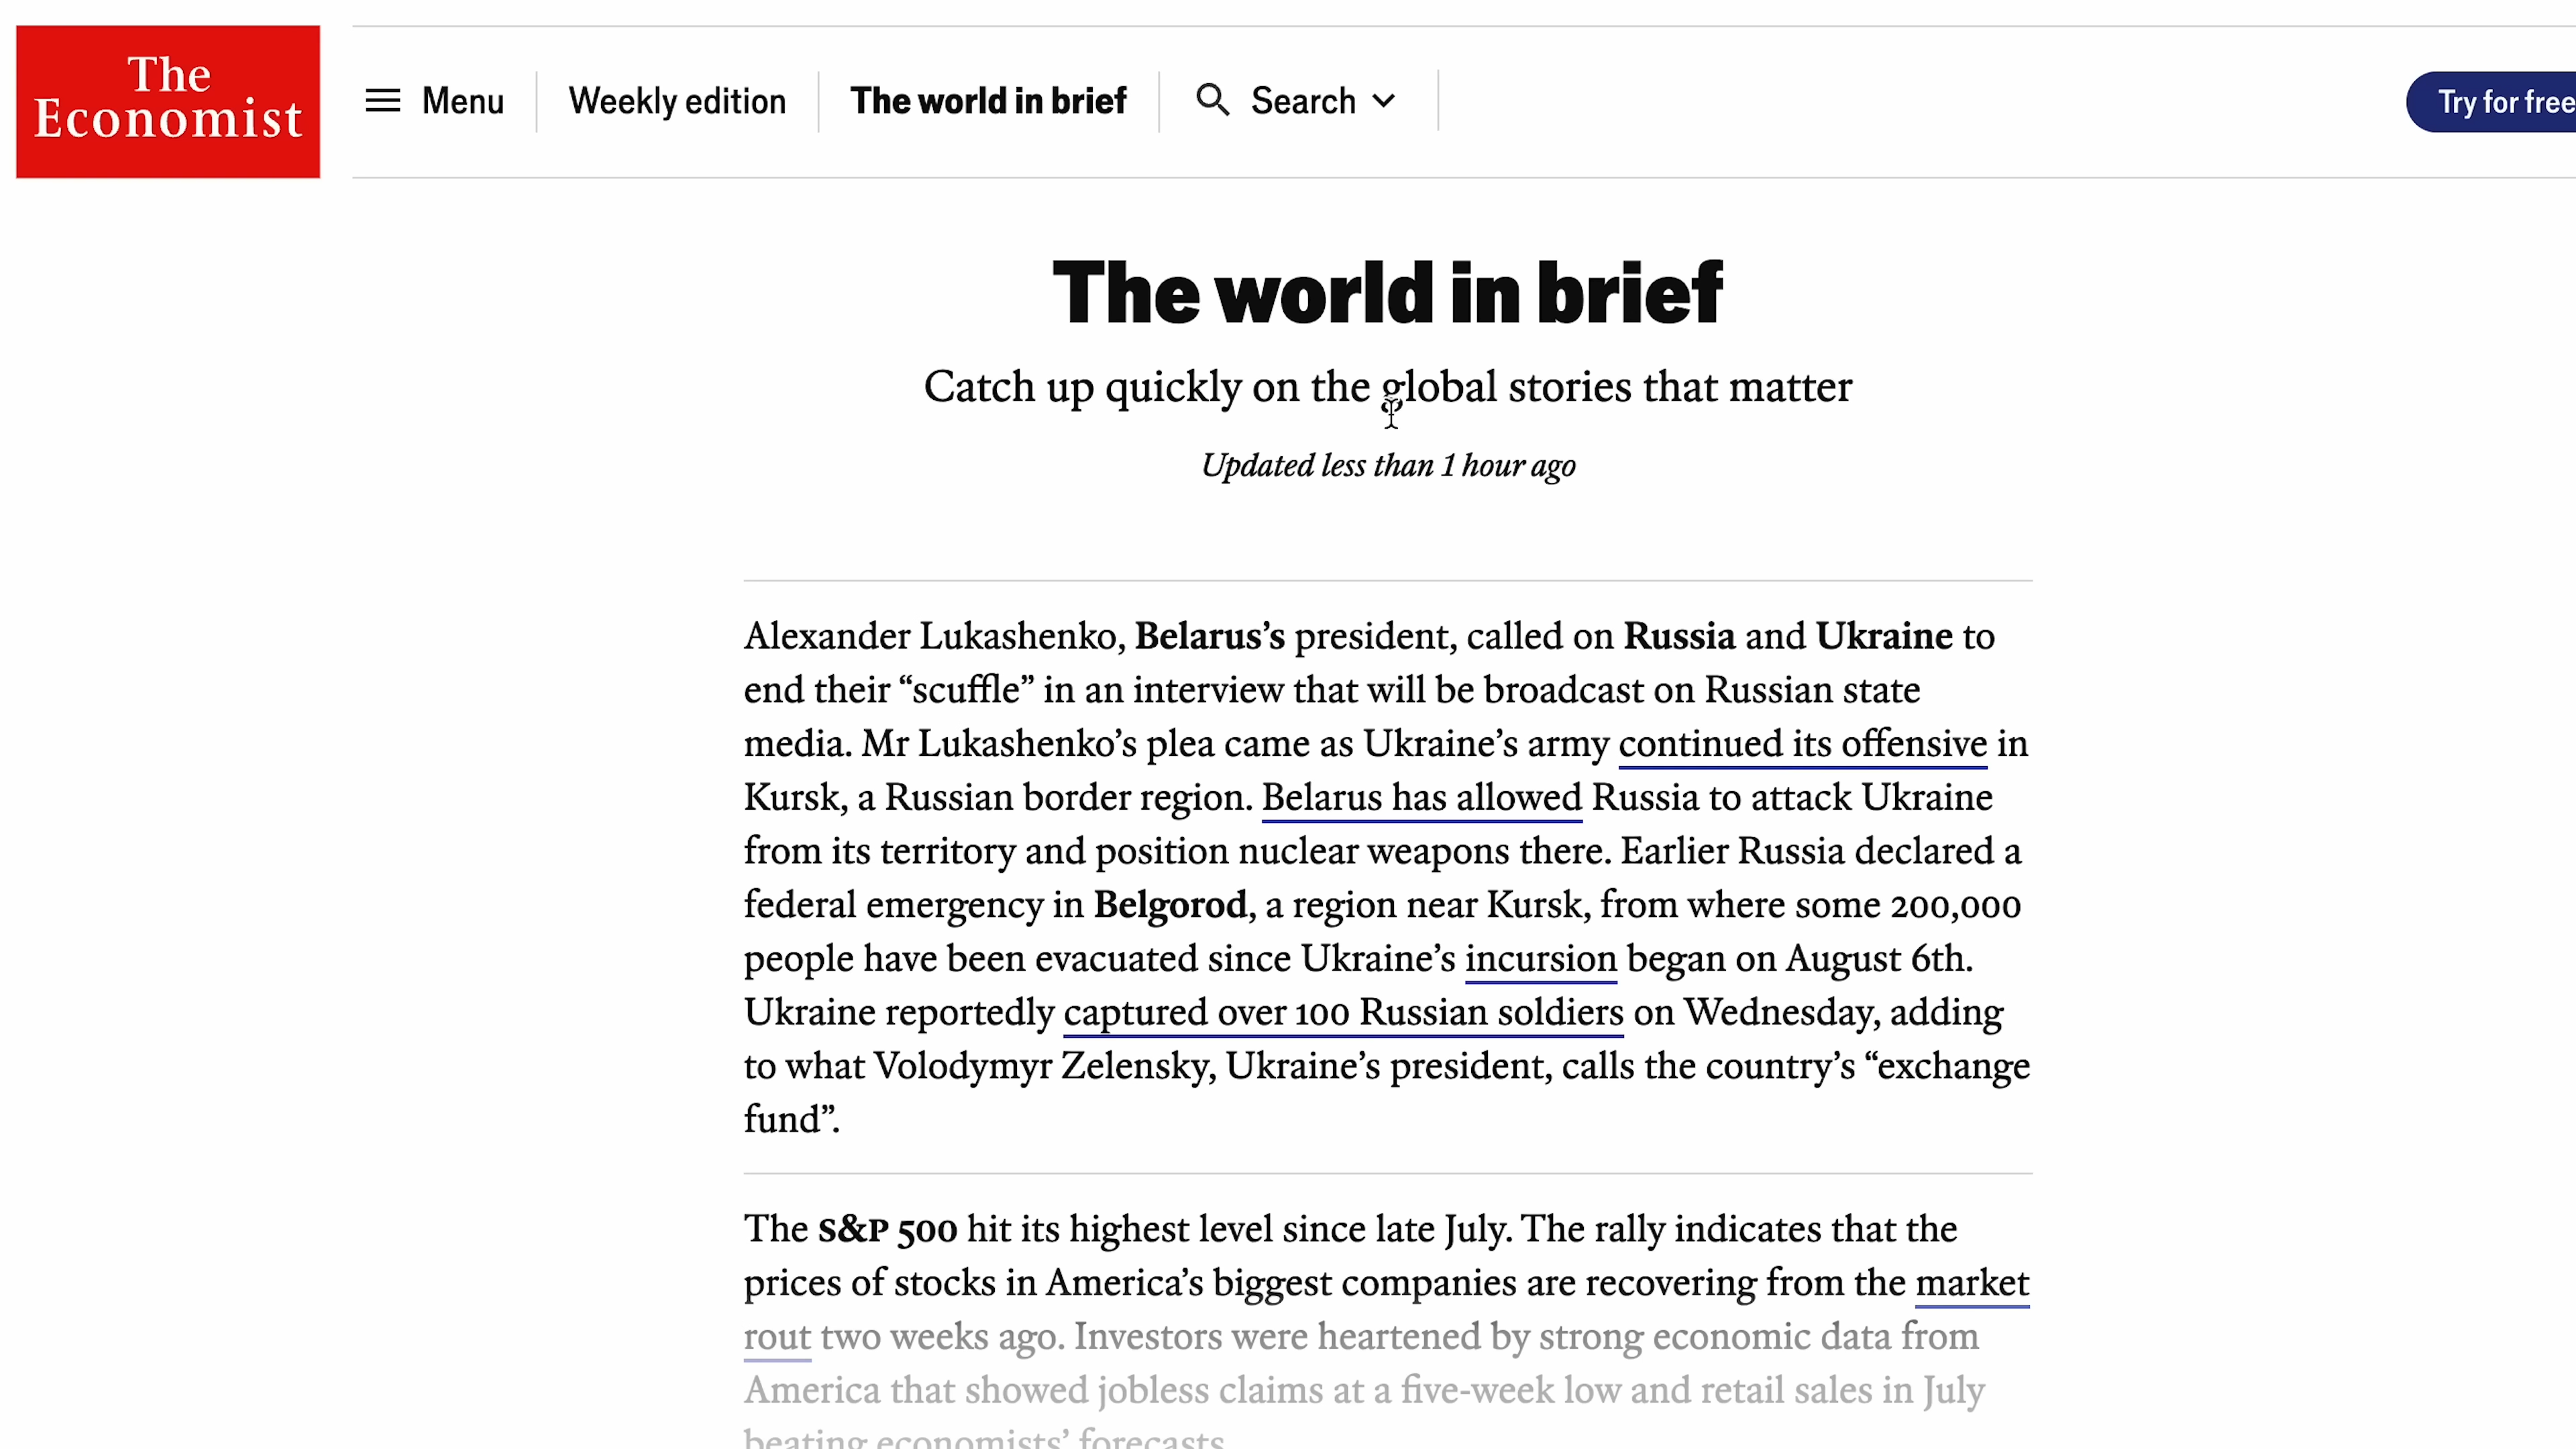 The
Economist
Menu
Weekly edition
The world in brief
Search
Try for free
The world in brief
Catch up quickly on the global stories that matter
Updated less than 1 hour ago
Alexander Lukashenko, Belarus’s president, called on Russia and Ukraine to
end their “scuffle” in an interview that will be broadcast on Russian state
media. Mr Lukashenko’s plea came as Ukraine’s army continued its offensive in
Kursk, a Russian border region. Belarus has allowed Russia to attack Ukraine
from its territory and position nuclear weapons there. Earlier Russia declared a
federal emergency in Belgorod, a region near Kursk, from where some 200,000
people have been evacuated since Ukraine’s incursion began on August 6th.
Ukraine reportedly captured over 100 Russian soldiers on Wednesday, adding
to what Volodymyr Zelensky, Ukraine’s president, calls the country’s “exchange
fund”.
The S&P 500 hit its highest level since late July. The rally indicates that the
prices of stocks in America’s biggest companies are recovering from the market
rout two weeks ago. Investors were heartened by strong economic data from
America that showed jobless claims at a five-week low and retail sales in July
beating economists’ forecasts.